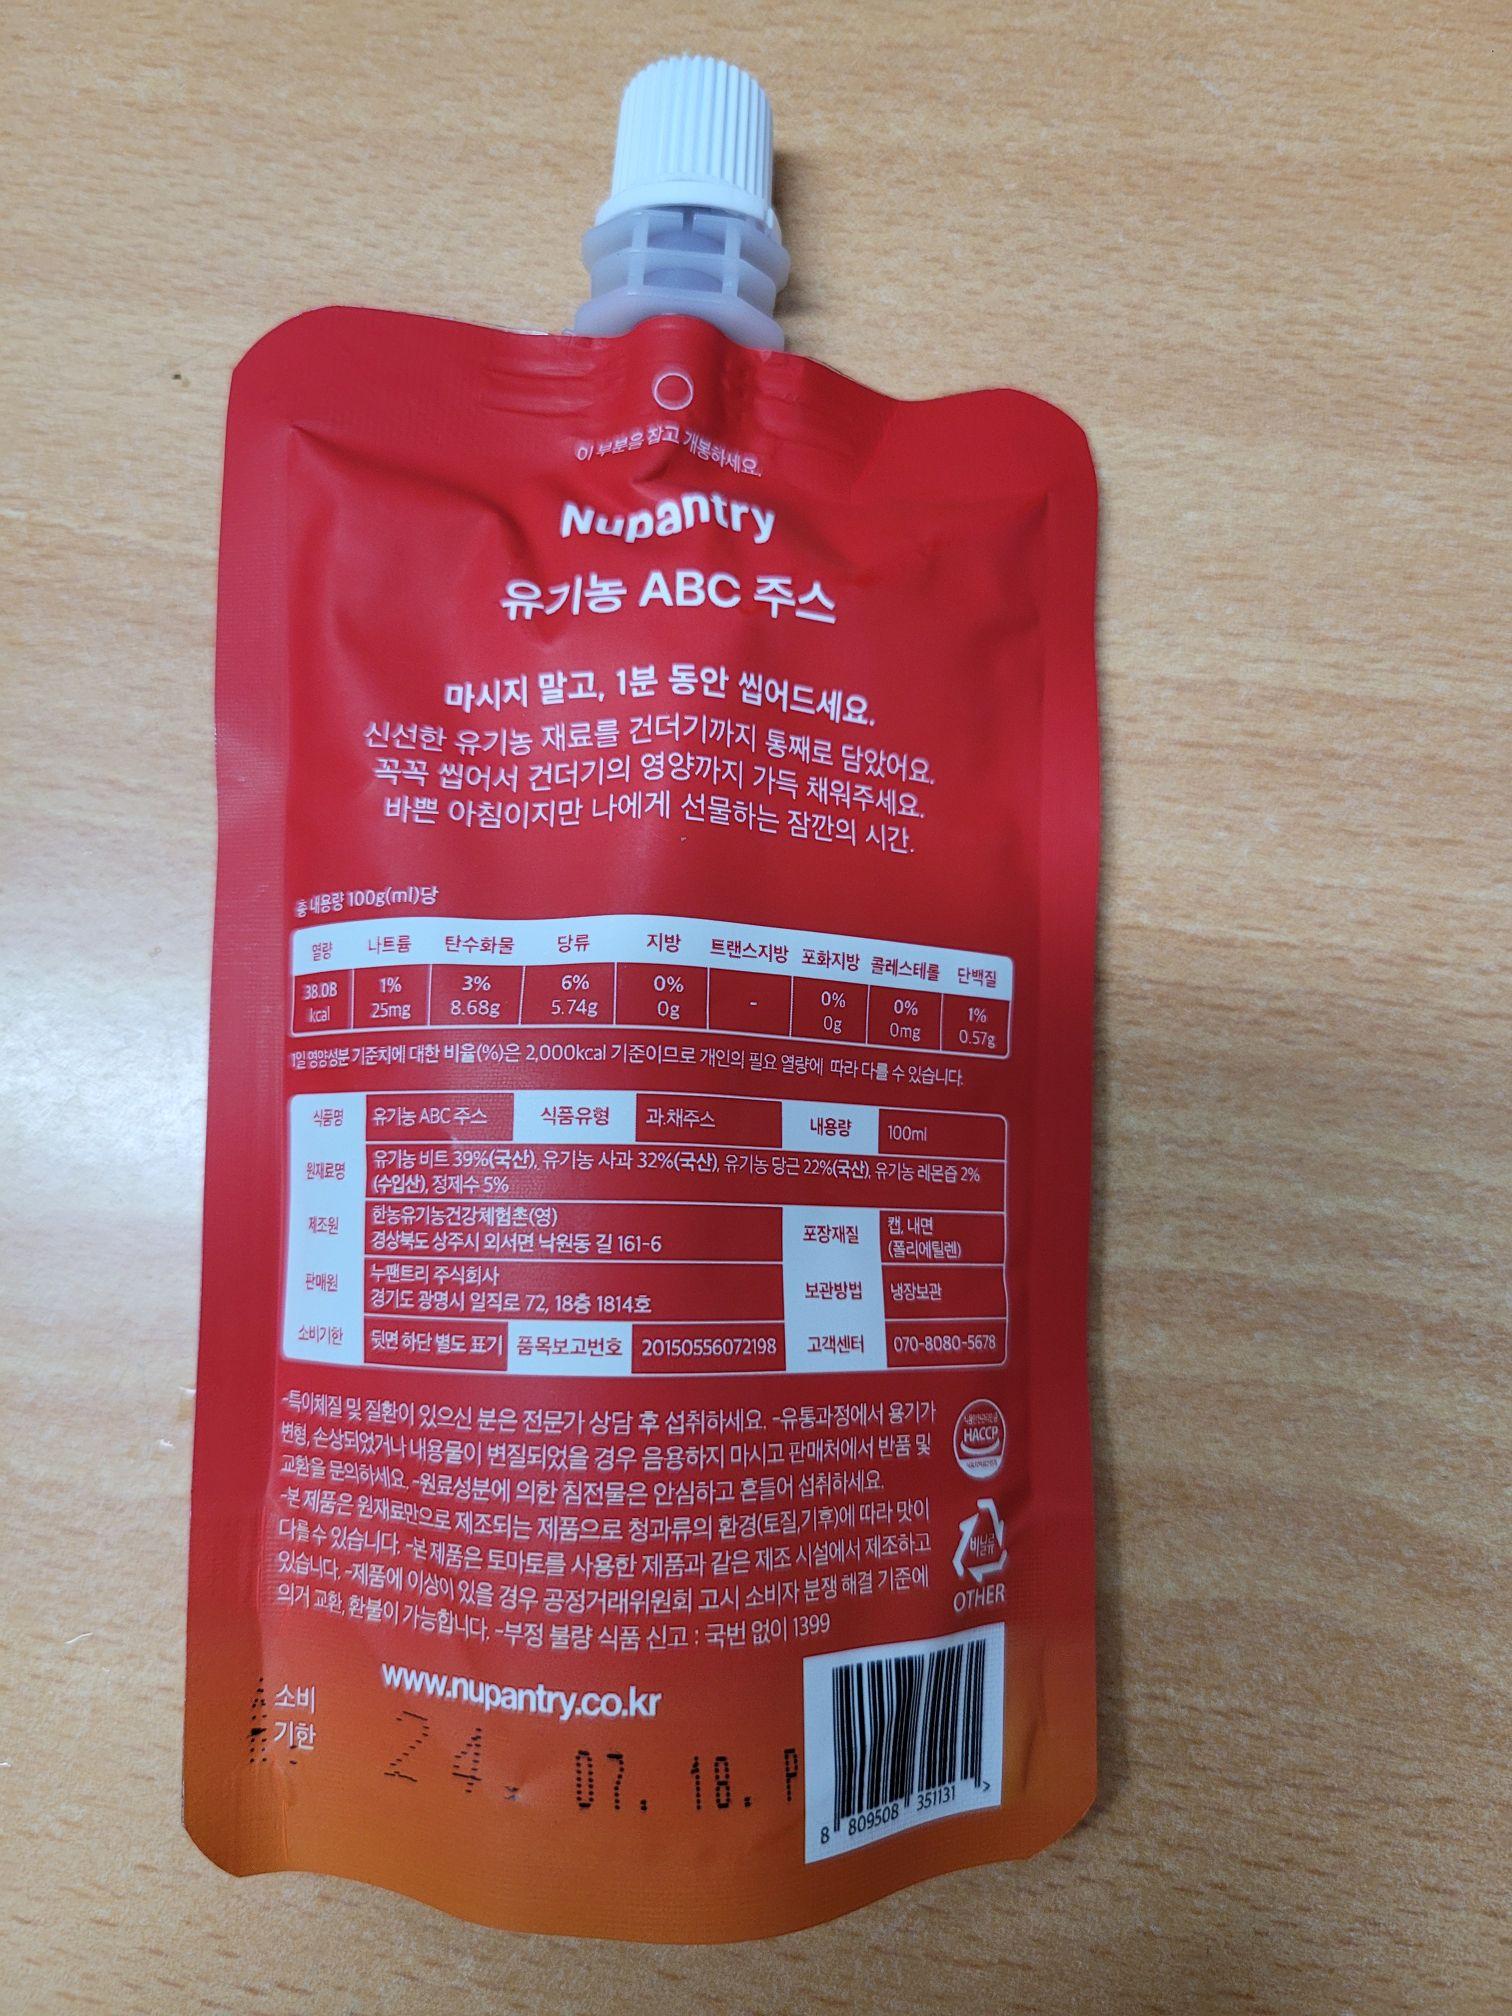 이 부분을 잡고 개봉하세요.
Nupantry
유기농 ABC 주스
마시지 말고, 1분 동안 씹어드세요.
신선한 유기농 재료를 건더기까지 통째로 담았어요.
꼭꼭 씹어서 건더기의 영양까지 가득 채워주세요.
바쁜 아침이지만 나에게 선물하는 잠깐의 시간.
총 내용량 100g(ml)당
열량 나트륨 탄수화물 당류 지방 트랜스지방 포화지방 콜레스테롤 단백질
38.08 1% 3% 6% 0% - 0% 0% 1%
kcal 25mg 8.68g 5.74g 0g 0g 0mg 0.57g
1일 영양성분 기준치에 대한 비율(%)은 2,000kcal 기준이므로 개인의 필요 열량에 따라 다를 수 있습니다.
식품명 유기농 ABC 주스 식품유형 과.채주스 내용량 100ml
원재료명 유기농 비트 39%(국산), 유기농 사과 32%(국산), 유기농 당근 22%(국산), 유기농 레몬즙 2%
(수입산), 정제수 5%
제조원 한농유기농건강체험촌(영)
경상북도 상주시 외서면 낙원동 길 161-6
포장재질 캡, 내면
(폴리에틸렌)
판매원 누팬트리 주식회사
경기도 광명시 일직로 72, 18층 1814호
보관방법 냉장보관
소비기한 뒷면 하단 별도 표기 품목보고번호 20150556072198 고객센터 070-8080-5678
-특이체질 및 질환이 있으신 분은 전문가 상담 후 섭취하세요. -유통과정에서 용기가
변형, 손상되었거나 내용물이 변질되었을 경우 음용하지 마시고 판매처에서 반품 및
교환을 문의하세요. -원료성분에 의한 침전물은 안심하고 흔들어 섭취하세요.
-본 제품은 원재료만으로 제조되는 제품으로 청과류의 환경(토질,기후)에 따라 맛이
다를 수 있습니다. -본 제품은 토마토를 사용한 제품과 같은 제조 시설에서 제조하고
있습니다. -제품에 이상이 있을 경우 공정거래위원회 고시 소비자 분쟁 해결 기준에
의거 교환, 환불이 가능합니다. -부정 불량 식품 신고 : 국번 없이 1399
HACCP
비닐류
OTHER
www.nupantry.co.kr
소비
기한
24. 07. 18. P
8 809508 351131 >